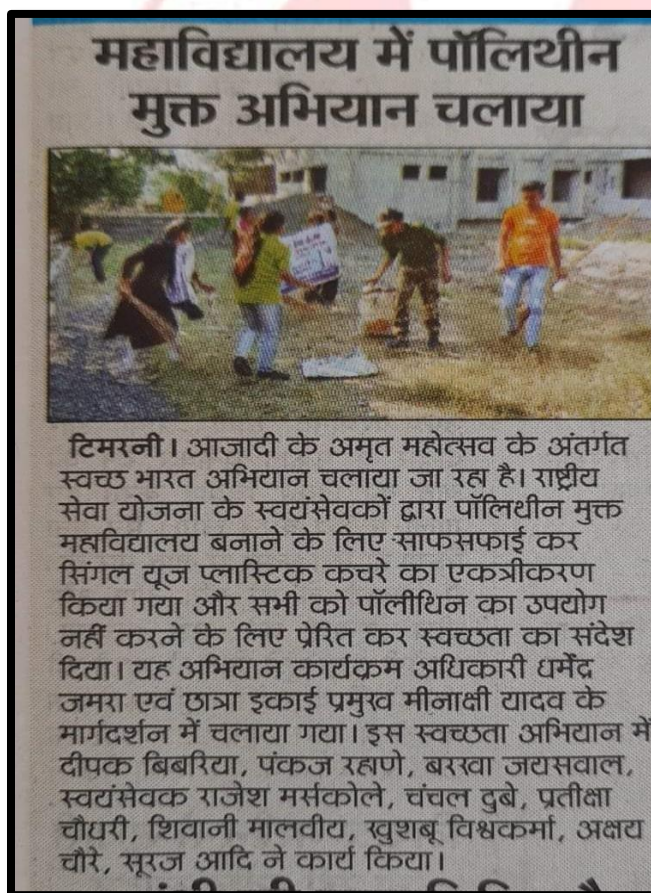 महाविद्यालय में पॉलिथीन
मुक्त अभियान चलाया
टिमरनी। आजादी के अमृत महोत्सव के अंतर्गत
स्वच्छ भारत अभियान चलाया जा रहा है। राष्ट्रीय
सेवा योजना के स्वयंसेवकों द्वारा पॉलिथीन मुक्त
महाविद्यालय बनाने के लिए साफसफाई कर
सिंगल यूज प्लास्टिक कचरे का एकत्रीकरण
किया गया और सभी को पॉलीथिन का उपयोग
नहीं करने के लिए प्रेरित कर स्वच्छता का संदेश
दिया। यह अभियान कार्यक्रम अधिकारी धर्मेंद्र
जमरा एवं छात्रा इकाई प्रमुख मीनाक्षी यादव के
मार्गदर्शन में चलाया गया। इस स्वच्छता अभियान में
दीपक बिबरिया, पंकज रहाणे, बरखा जयसवाल,
स्वयंसेवक राजेश मर्सकोले, चंचल दुबे, प्रतीक्षा
चौधरी, शिवानी मालवीय, खुशबू विश्वकर्मा, अक्षय
चौरे, सूरज आदि ने कार्य किया।